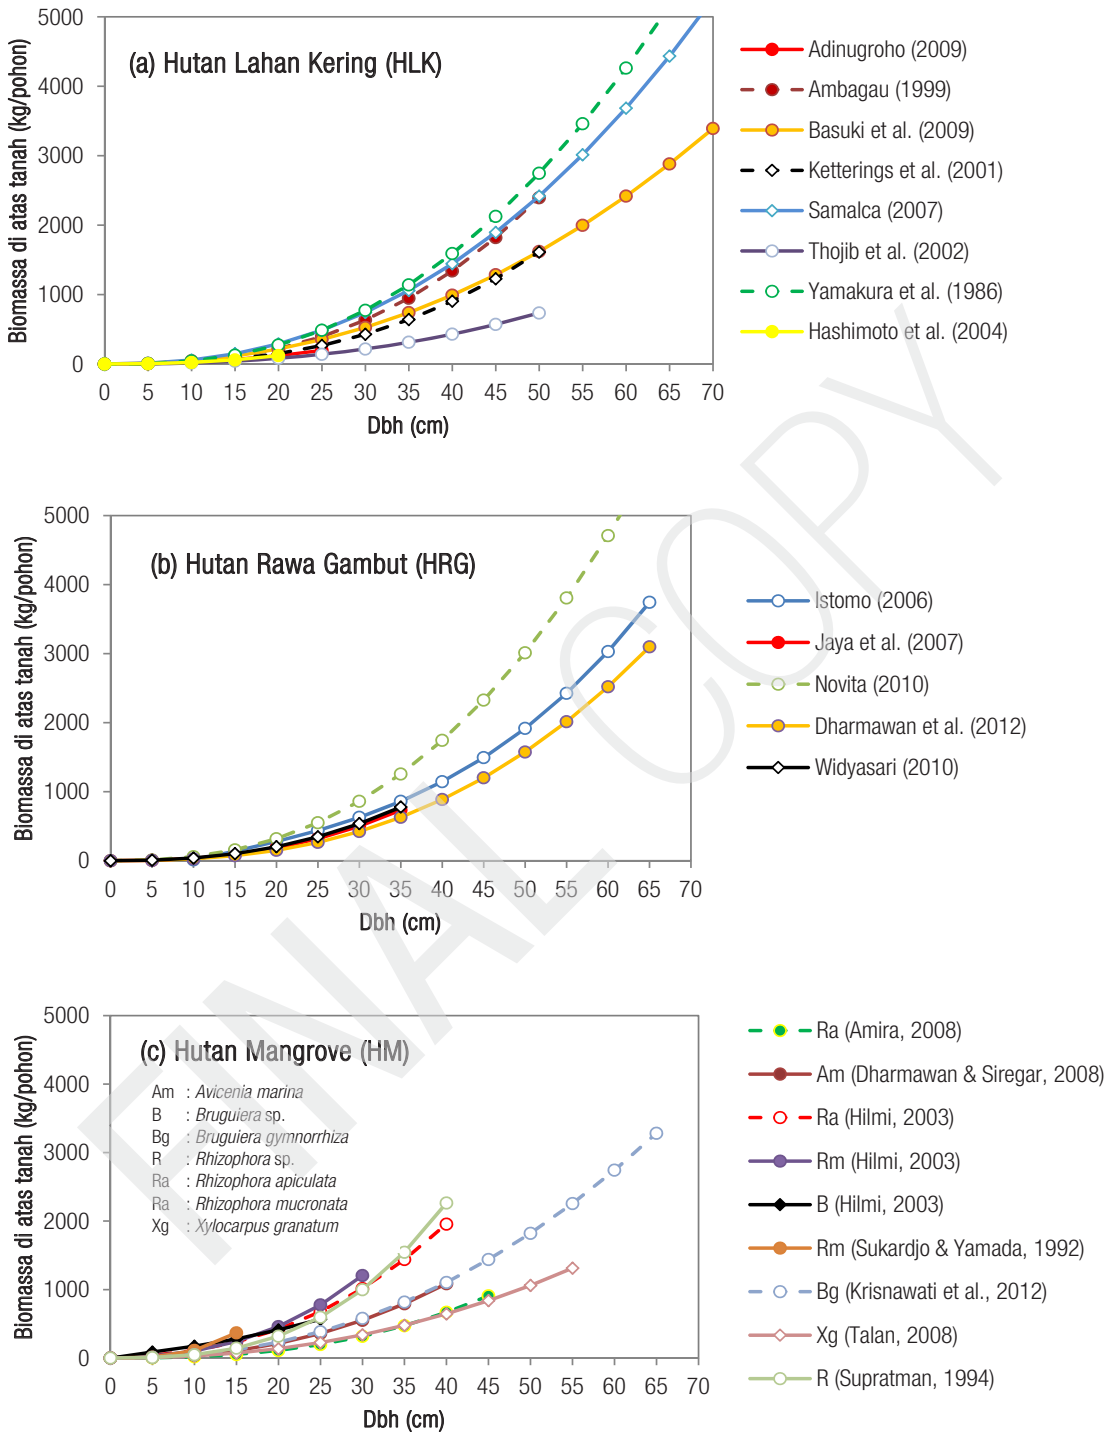 (a) Hutan Lahan Kering (HLK)
Biomassa di atas tanah (kg/pohon)
5000
4000
3000
2000
1000
0
0 5 10 15 20 25 30 35 40 45 50 55 60 65 70
Dbh (cm)
Adinugroho (2009)
Ambagau (1999)
Basuki et al. (2009)
Ketterings et al. (2001)
Samalca (2007)
Thojib et al. (2002)
Yamakura et al. (1986)
Hashimoto et al. (2004)
(b) Hutan Rawa Gambut (HRG)
Biomassa di atas tanah (kg/pohon)
5000
4000
3000
2000
1000
0
0 5 10 15 20 25 30 35 40 45 50 55 60 65 70
Dbh (cm)
Istomo (2006)
Jaya et al. (2007)
Novita (2010)
Dharmawan et al. (2012)
Widyasari (2010)
(c) Hutan Mangrove (HM)
Am : Avicenia marina
B : Bruguiera sp.
Bg : Bruguiera gymnorrhiza
R : Rhizophora sp.
Ra : Rhizophora apiculata
Ra : Rhizophora mucronata
Xg : Xylocarpus granatum
Biomassa di atas tanah (kg/pohon)
5000
4000
3000
2000
1000
0
0 5 10 15 20 25 30 35 40 45 50 55 60 65 70
Dbh (cm)
Ra (Amira, 2008)
Am (Dharmawan & Siregar, 2008)
Ra (Hilmi, 2003)
Rm (Hilmi, 2003)
B (Hilmi, 2003)
Rm (Sukardjo & Yamada, 1992)
Bg (Krisnawati et al., 2012)
Xg (Talan, 2008)
R (Supratman, 1994)
FINAL COPY